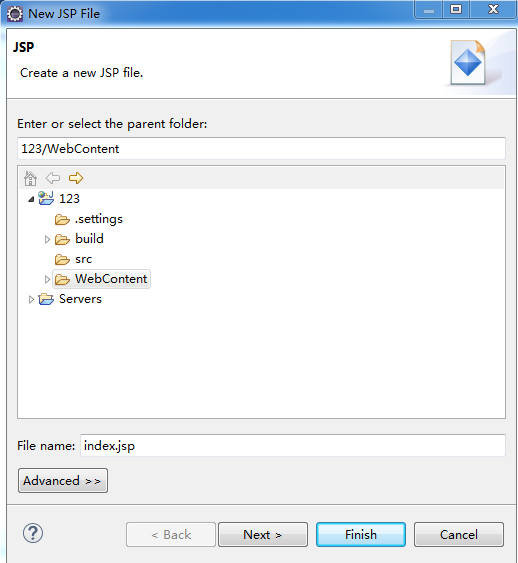 New JSP File
JSP
Create a new JSP file.
Enter or select the parent folder:
123/WebContent
123
.settings
build
src
WebContent
Servers
File name: index.jsp
Advanced >>
? < Back Next > Finish Cancel